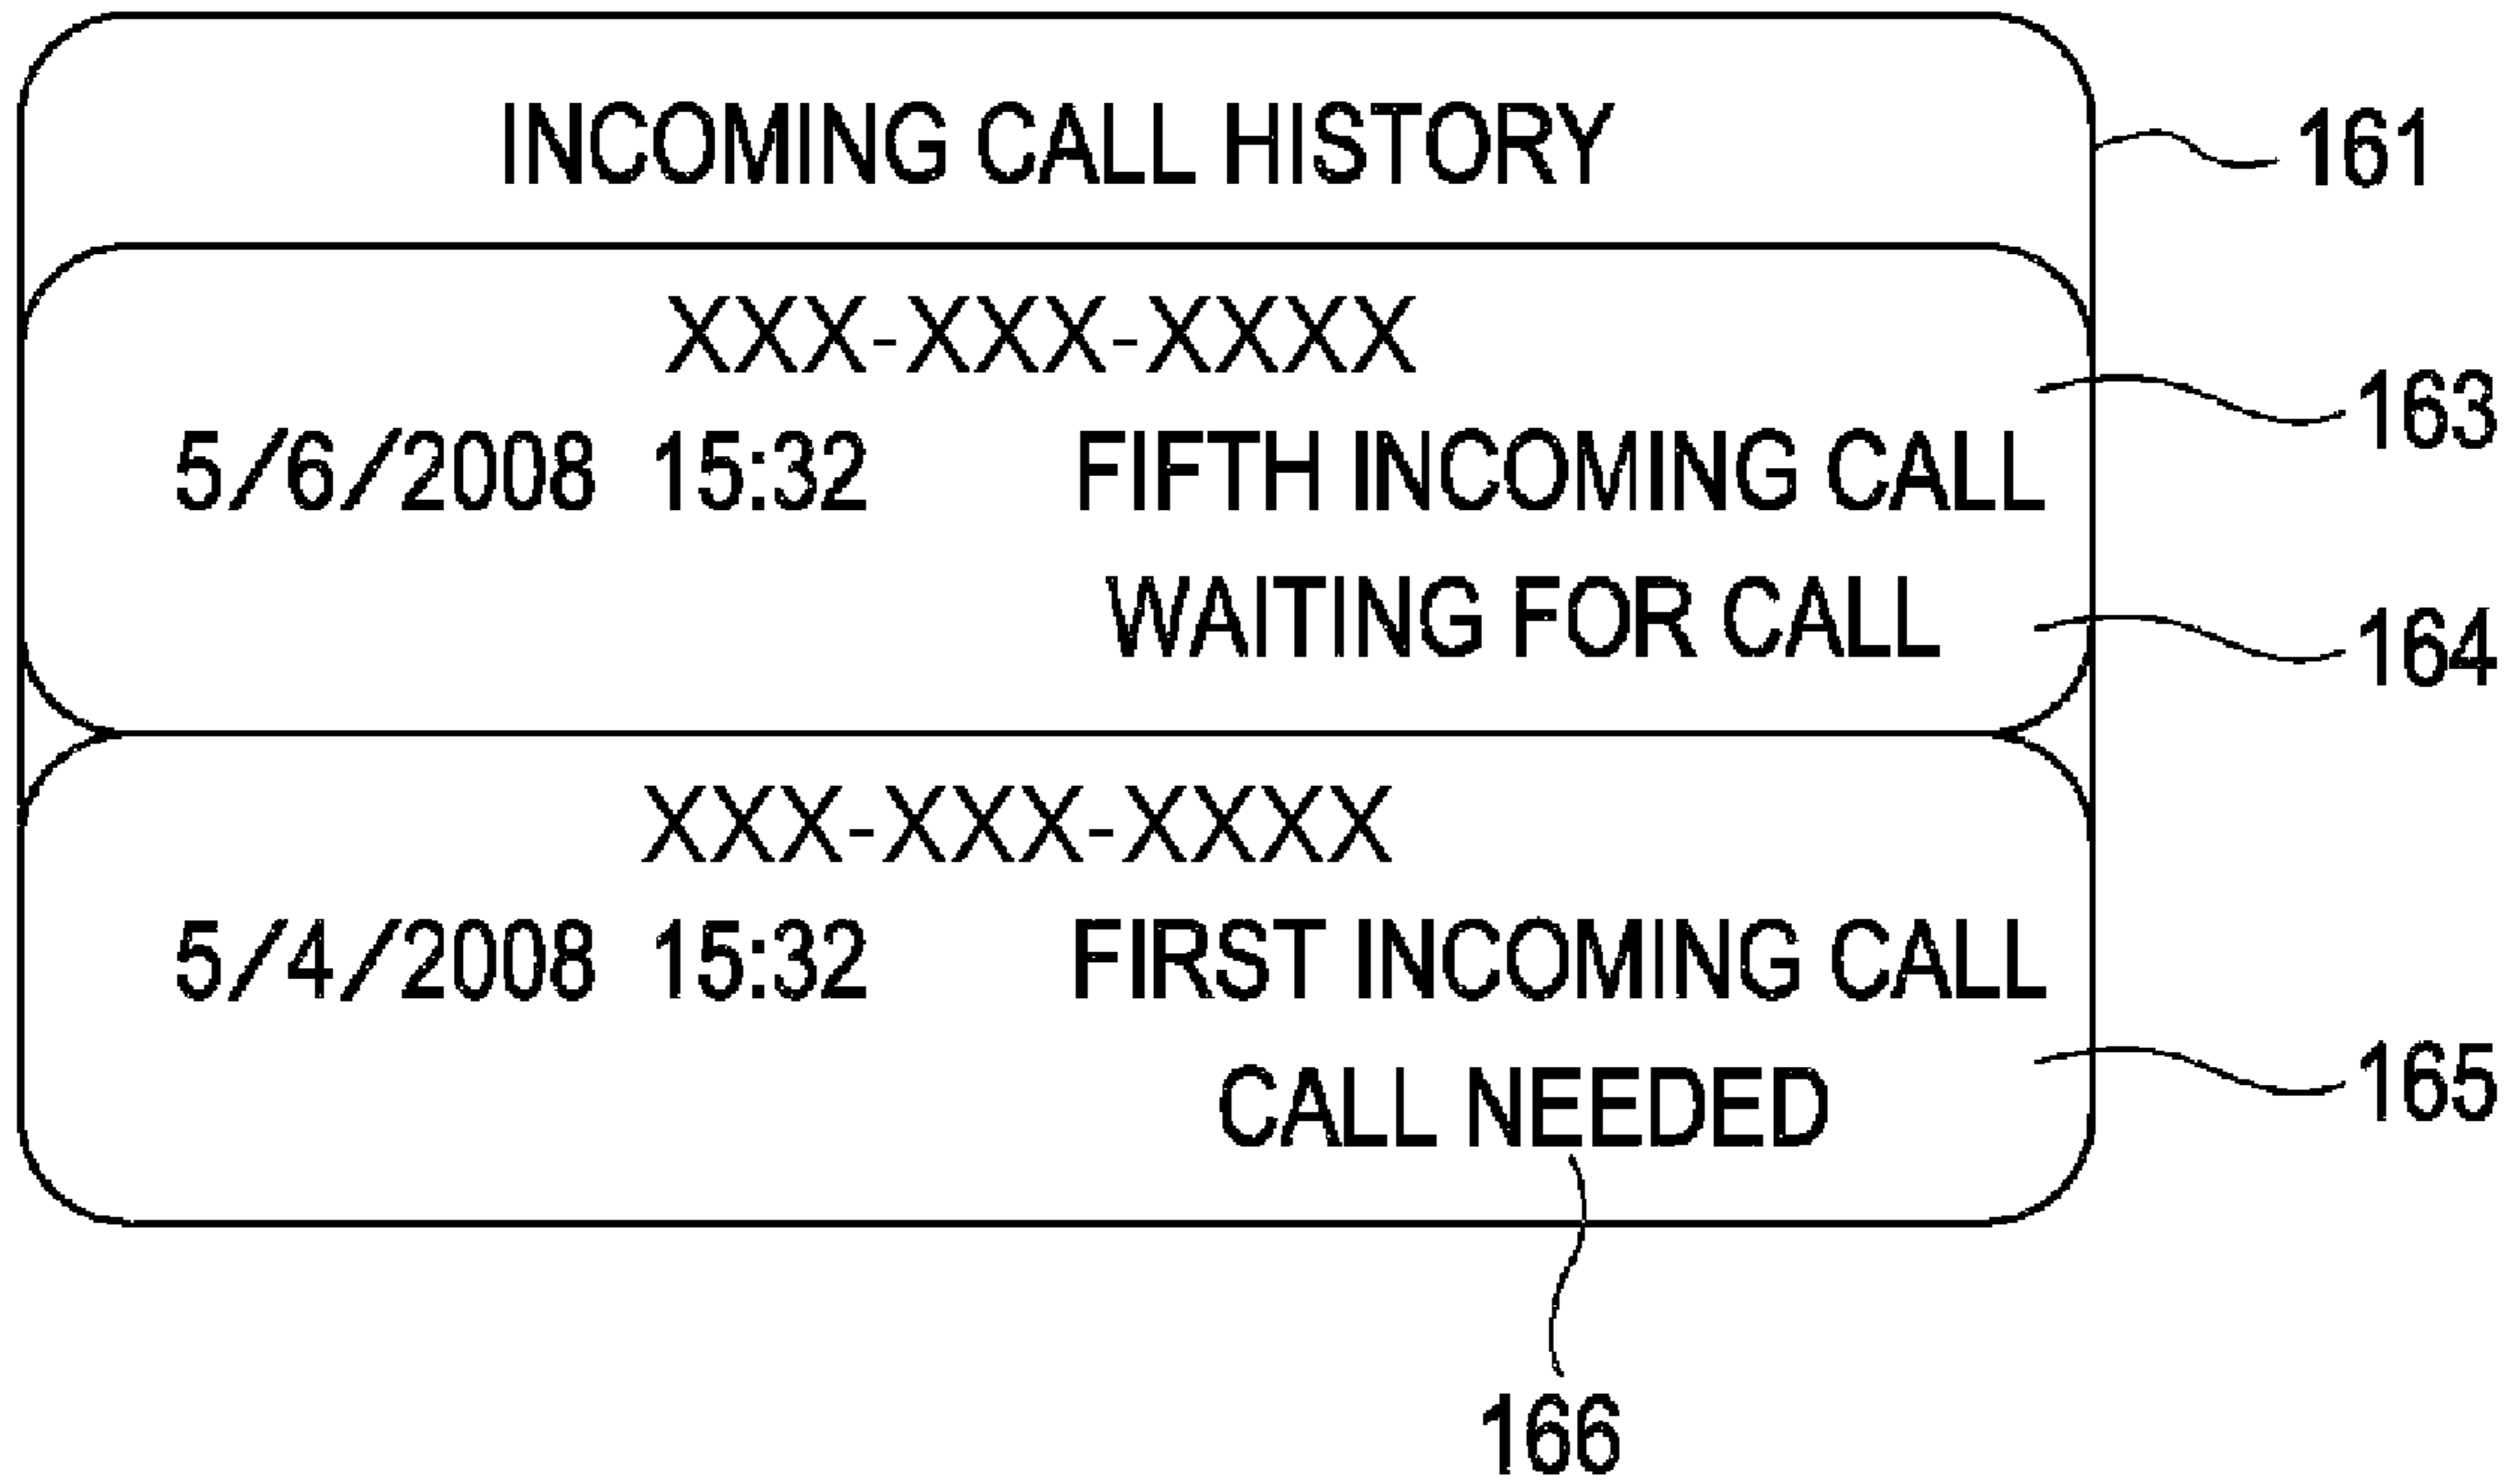 INCOMING CALL HISTORY
161
XXX-XXX-XXXX
163
5/6/2008 15:32 FIFTH INCOMING CALL
WAITING FOR CALL
164
XXX-XXX-XXXX
5/4/2008 15:32 FIRST INCOMING CALL
CALL NEEDED
165
166